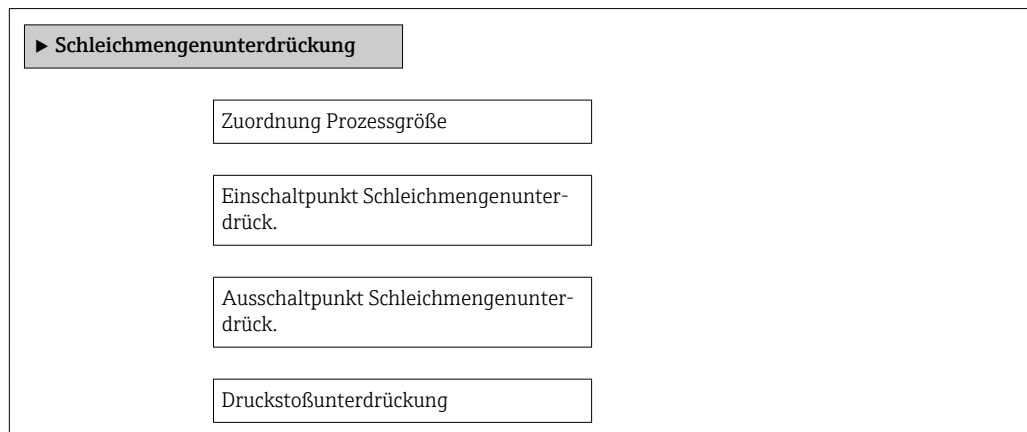 ► Schleichmengenunterdrückung
Zuordnung Prozessgröße
Einschaltpunkt Schleichmengenunter-
drück.
Ausschaltpunkt Schleichmengenunter-
drück.
Druckstoßunterdrückung